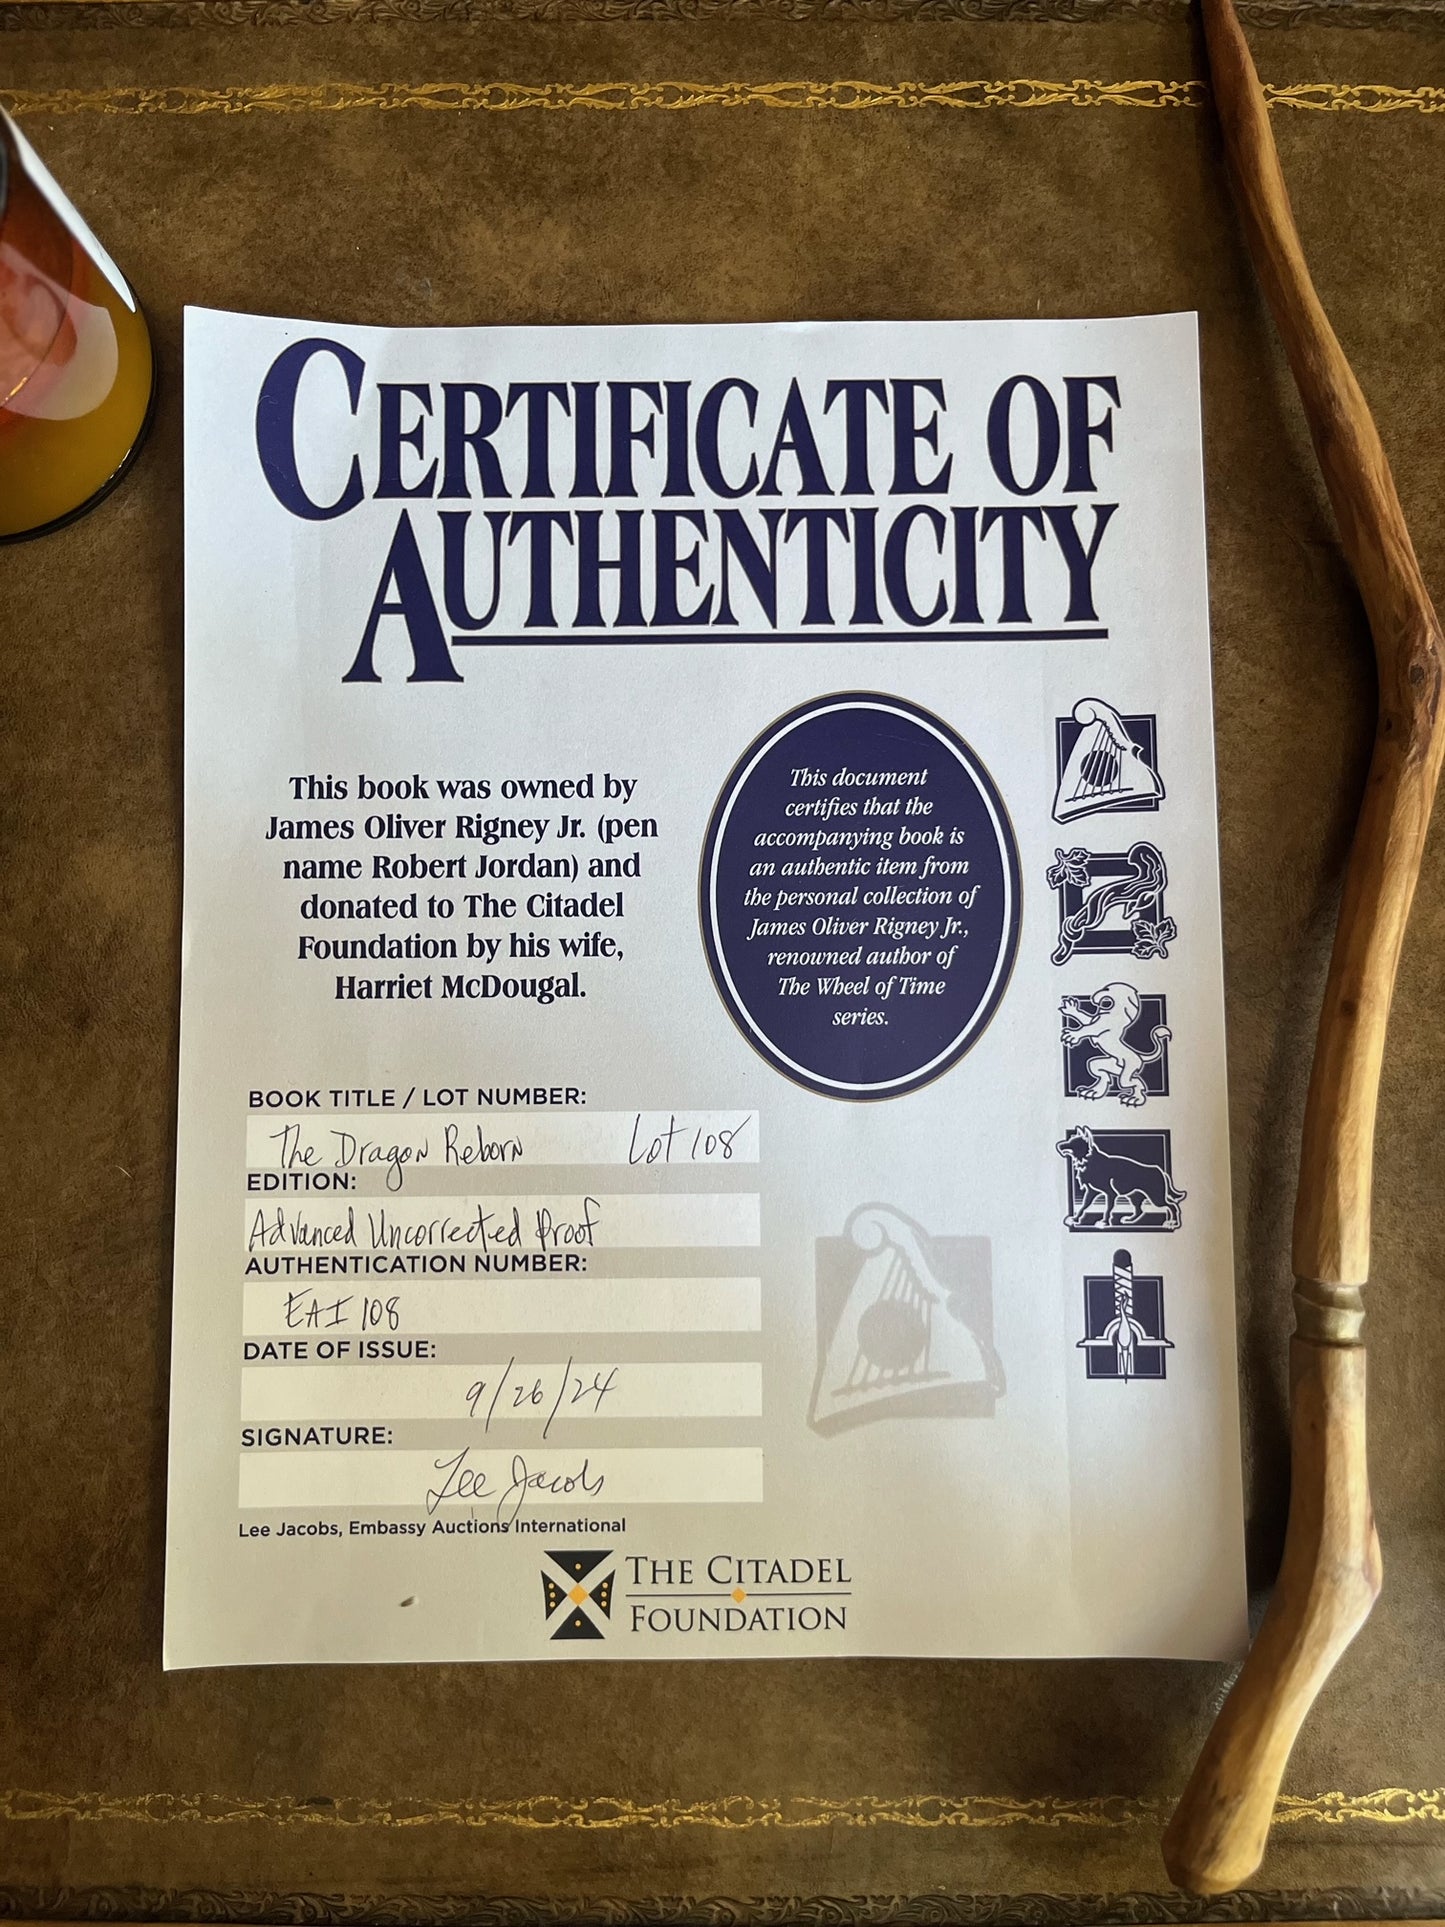 CERTIFICATE OF
AUTHENTICITY
This book was owned by
James Oliver Rigney Jr. (pen
name Robert Jordan) and
donated to The Citadel
Foundation by his wife,
Harriet McDougal.
This document
certifies that the
accompanying book is
an authentic item from
the personal collection of
James Oliver Rigney Jr.,
renowned author of
The Wheel of Time
series.
BOOK TITLE / LOT NUMBER:
The Dragon Reborn Lot 108
EDITION:
Advanced Uncorrected Proof
AUTHENTICATION NUMBER:
EAI 108
DATE OF ISSUE:
9/26/24
SIGNATURE:
Lee Jacobs
Lee Jacobs, Embassy Auctions International
THE CITADEL
FOUNDATION